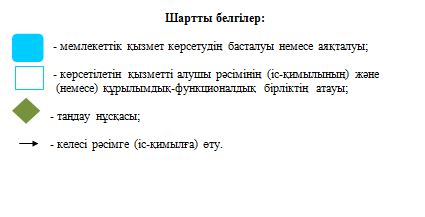 Шартты белгілер:
- мемлекеттік қызмет көрсетудің басталуы немесе аяқталуы;
- көрсетілетін қызметті алушы рәсімінің (іс-қимылының) және
(немесе) құрылымдық-функционалдық бірліктің атауы;
- таңдау нұсқасы;
- келесі рәсімге (іс-қимылға) өту.